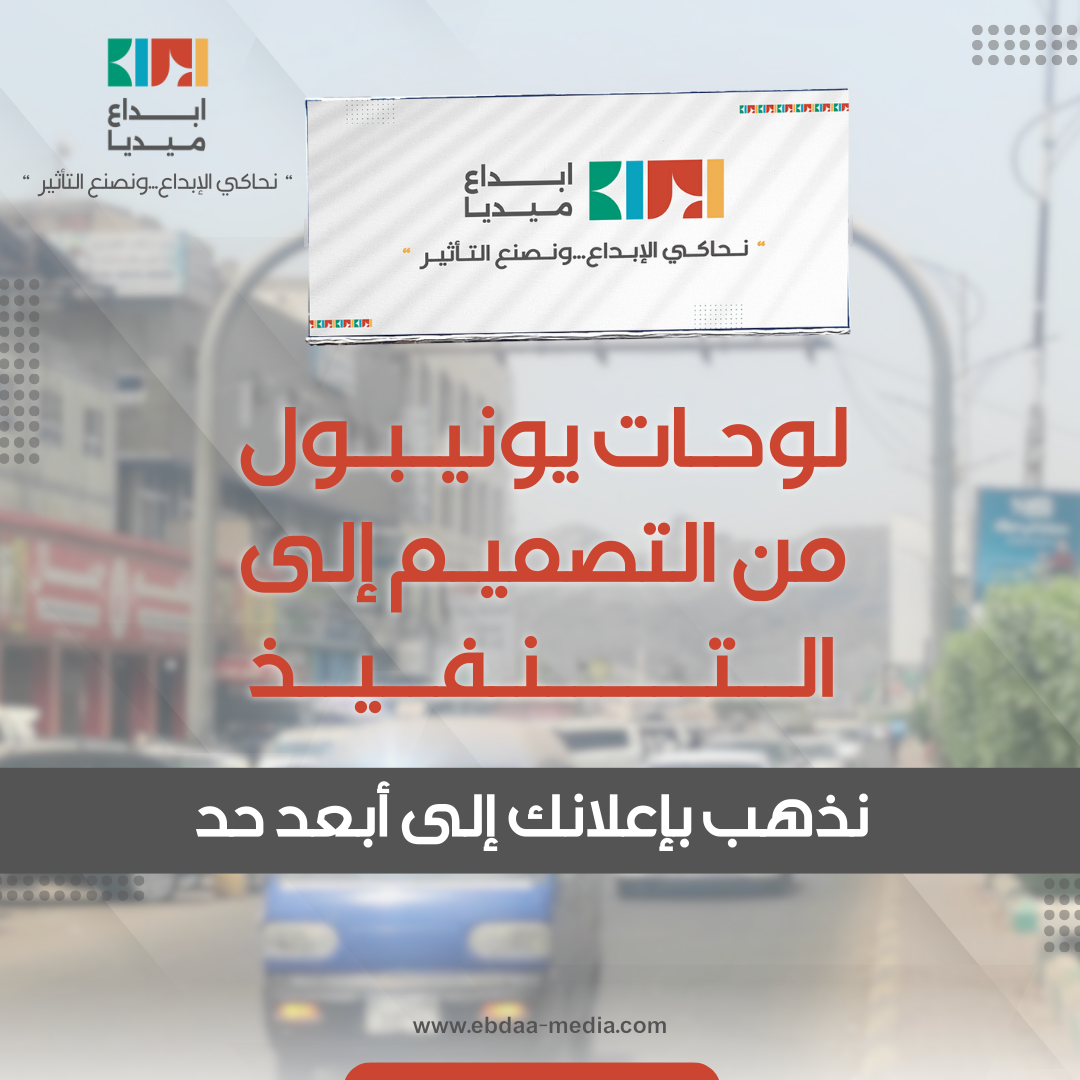 ابداع
ميديا
“ نحاكي الإبداع...ونصنع التأثير “
ابداع
ميديا
“ نحاكي الإبداع...ونصنع التأثير “
لوحات يونيبول
من التصميم إلى
التنفيذ
نذهب بإعلانك إلى أبعد حد
www.ebdaa-media.com